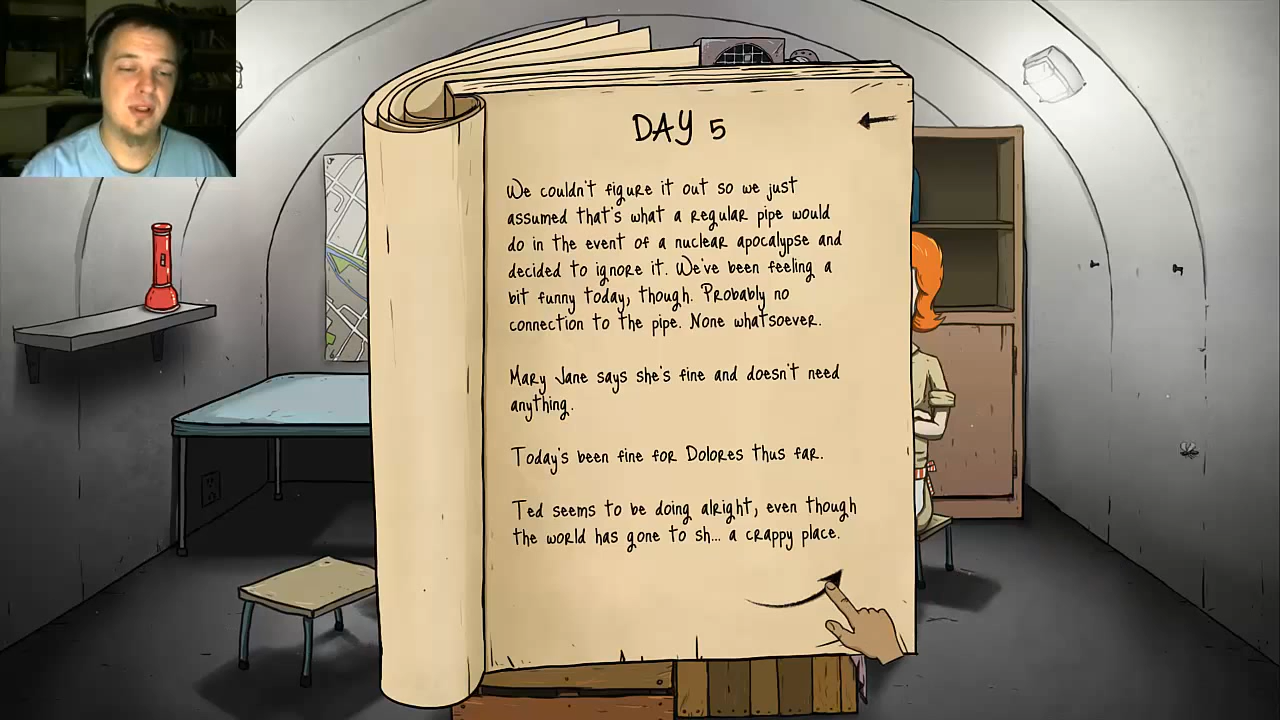 DAY 5
We couldn't figure it out so we just
assumed that's what a regular pipe would
do in the event of a nuclear apocalypse and
decided to ignore it. We've been feeling a
bit funny today, though. Probably no
connection to the pipe. None whatsoever.
Mary Jane says she's fine and doesn't need
anything.
Today's been fine for Dolores thus far.
Ted seems to be doing alright, even though
the world has gone to sh... a crappy place.